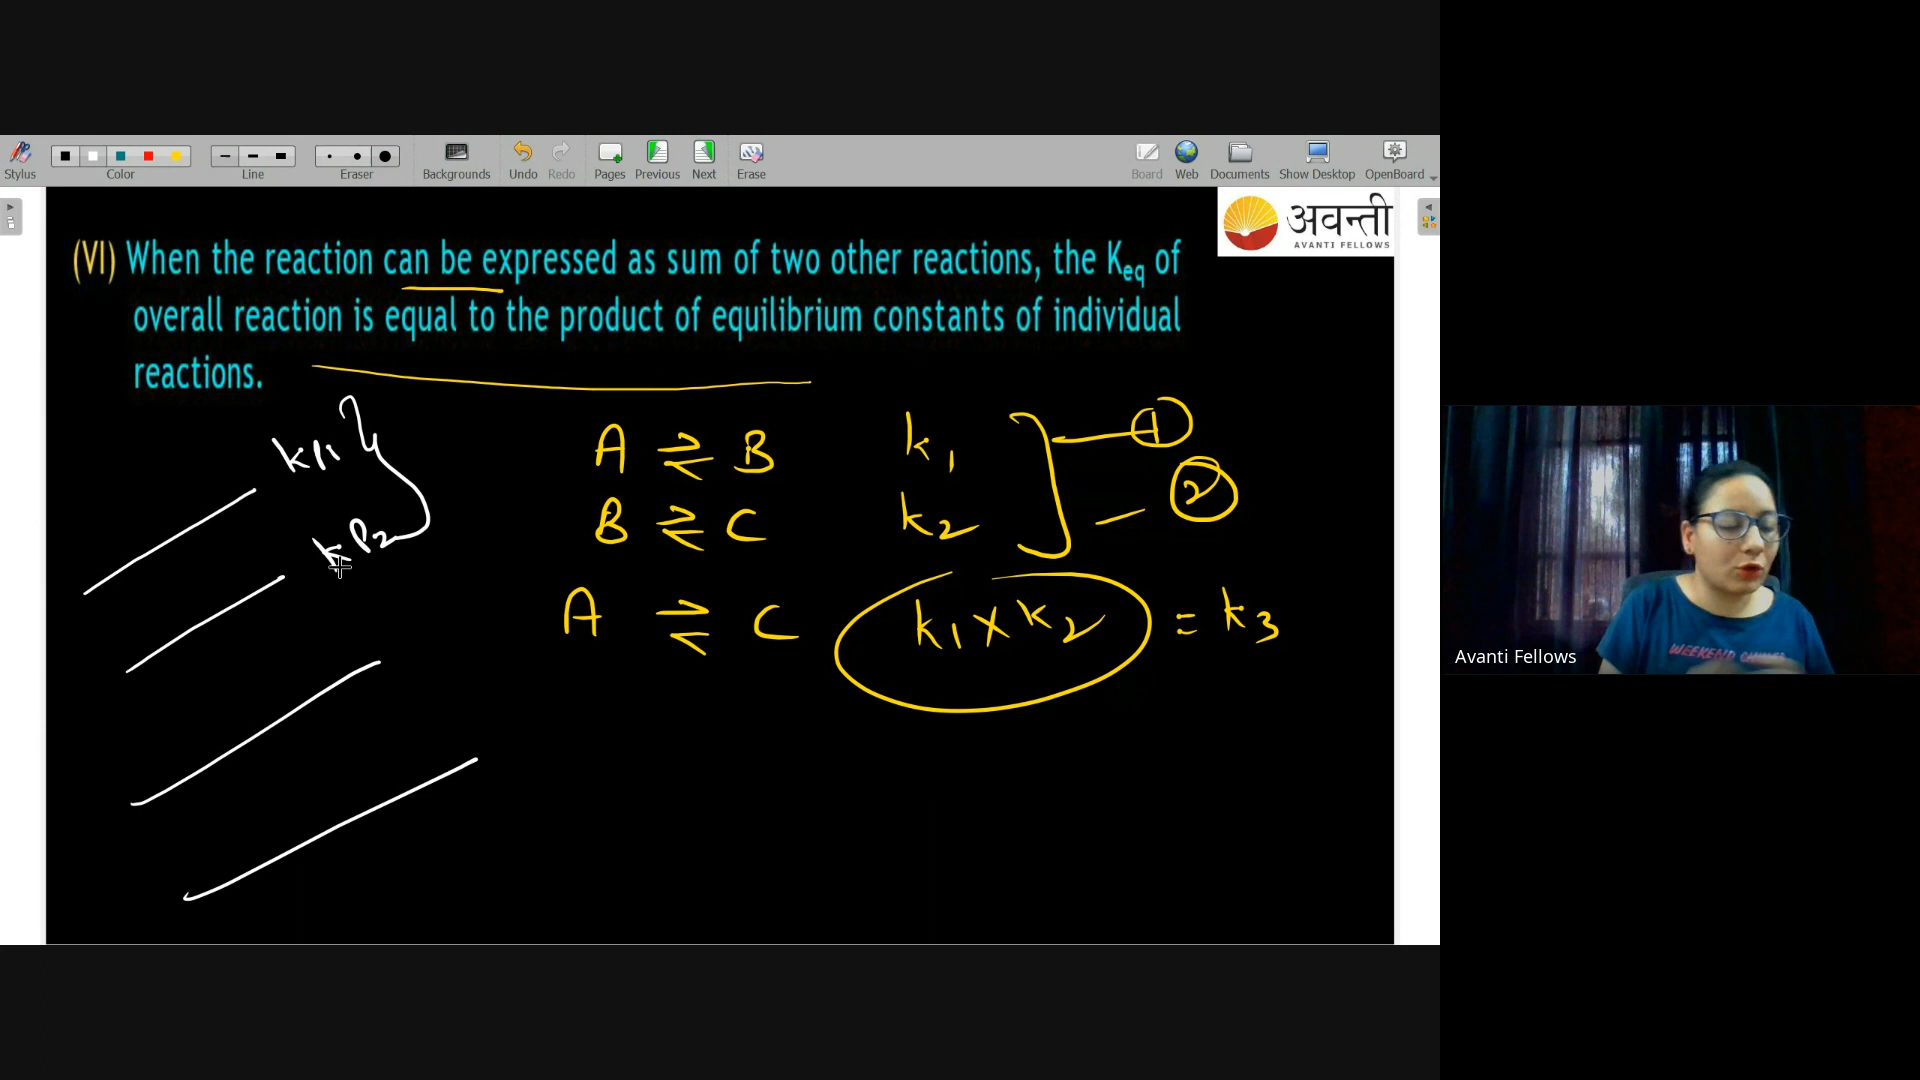 Stylus
Color
Line
Eraser
Backgrounds
Undo
Redo
Pages
Previous
Next
Erase
Board
Web
Documents
Show Desktop
OpenBoard
अवन्ती
AVANTI FELLOWS
(VI) When the reaction can be expressed as sum of two other reactions, the Keq of
overall reaction is equal to the product of equilibrium constants of individual
reactions.
kp1
kp2
A ⇌ B k1 1
B ⇌ C k2 — 2
A ⇌ C k1 x k2 = k3
Avanti Fellows